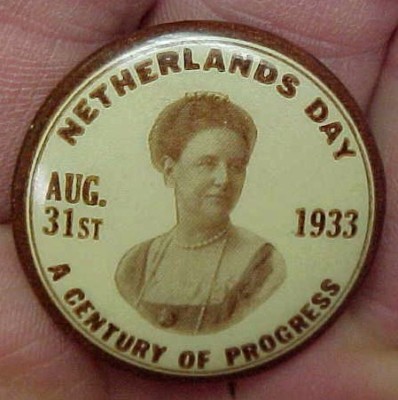 NETHERLANDS DAY
AUG.
31ST
1933
A CENTURY OF PROGRESS